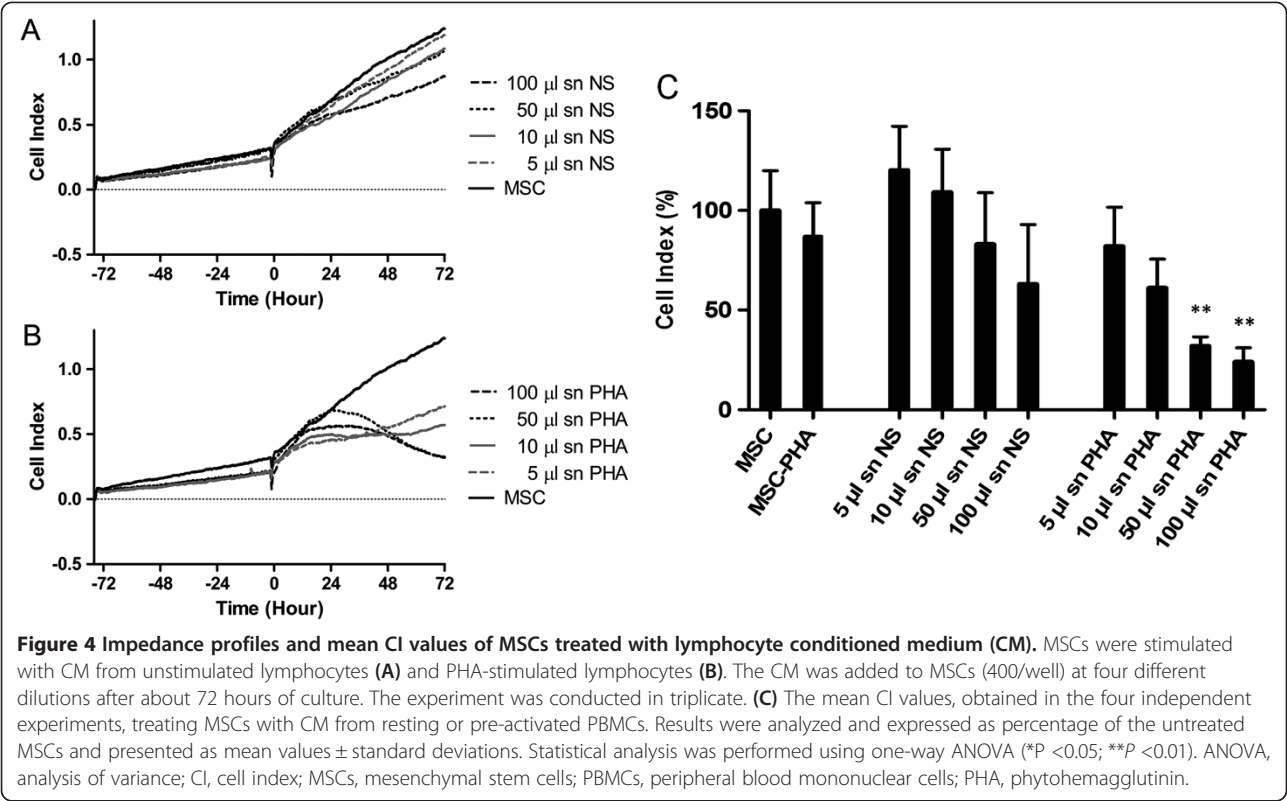 A
1.0
0.5
0.0
-0.5
Cell Index
-72 -48 -24 0 24 48 72
Time (Hour)
100 µl sn NS
50 µl sn NS
10 µl sn NS
5 µl sn NS
MSC
B
1.0
0.5
0.0
-0.5
Cell Index
-72 -48 -24 0 24 48 72
Time (Hour)
100 µl sn PHA
50 µl sn PHA
10 µl sn PHA
5 µl sn PHA
MSC
C
150
100
50
0
Cell Index (%)
** **
MSC
MSC-PHA
5 µl sn NS
10 µl sn NS
50 µl sn NS
100 µl sn NS
5 µl sn PHA
10 µl sn PHA
50 µl sn PHA
100 µl sn PHA
Figure 4 Impedance profiles and mean CI values of MSCs treated with lymphocyte conditioned medium (CM). MSCs were stimulated
with CM from unstimulated lymphocytes (A) and PHA-stimulated lymphocytes (B). The CM was added to MSCs (400/well) at four different
dilutions after about 72 hours of culture. The experiment was conducted in triplicate. (C) The mean CI values, obtained in the four independent
experiments, treating MSCs with CM from resting or pre-activated PBMCs. Results were analyzed and expressed as percentage of the untreated
MSCs and presented as mean values ± standard deviations. Statistical analysis was performed using one-way ANOVA (*P <0.05; **P <0.01). ANOVA,
analysis of variance; CI, cell index; MSCs, mesenchymal stem cells; PBMCs, peripheral blood mononuclear cells; PHA, phytohemagglutinin.